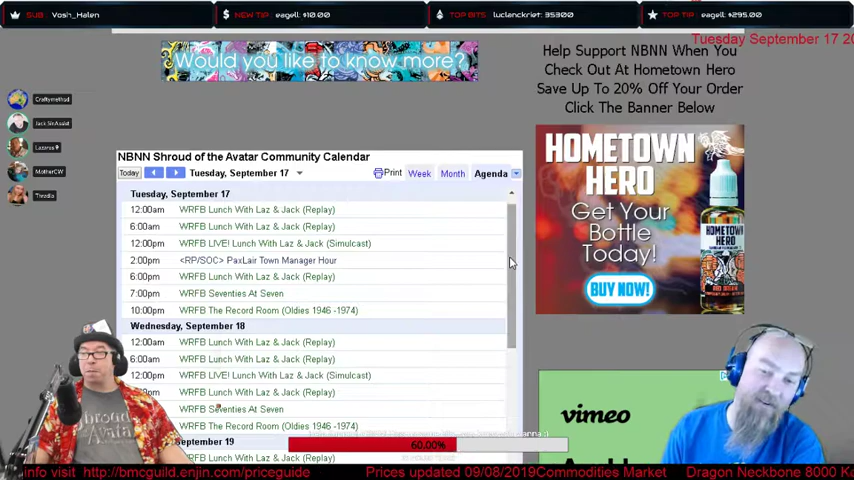 SUB Vosh_Halen
NEW TIP eagell: $10.00
TOP BITS luclanckriet: 35300
TOP TIP eagell: $295.00
Tuesday September 17 20
Would you like to know more?
Help Support NBNN When You
Check Out At Hometown Hero
Save Up To 20% Off Your Order
Click The Banner Below
Craftymethod
Jack.SinAvalst
Lazarus
MotherCW
Thredis
NBNN Shroud of the Avatar Community Calendar
Today Tuesday, September 17 Print Week Month Agenda
Tuesday, September 17
12:00am WRFB Lunch With Laz & Jack (Replay)
6:00am WRFB Lunch With Laz & Jack (Replay)
12:00pm WRFB LIVE! Lunch With Laz & Jack (Simulcast)
2:00pm <RP/SOC> PaxLair Town Manager Hour
6:00pm WRFB Lunch With Laz & Jack (Replay)
7:00pm WRFB Seventies At Seven
10:00pm WRFB The Record Room (Oldies 1946 -1974)
Wednesday, September 18
12:00am WRFB Lunch With Laz & Jack (Replay)
6:00am WRFB Lunch With Laz & Jack (Replay)
WRFB LIVE! Lunch With Laz & Jack (Simulcast)
WRFB Lunch With Laz & Jack (Replay)
WRFB Seventies At Seven
WRFB The Record Room (Oldies 1946 -1974)
September 19
WRFB Lunch With Laz & Jack (Replay)
HOMETOWN
HERO
Get Your
Bottle
Today!
BUY NOW!
HOMETOWN
HERO
vimeo
Shroud
Avatar
60.00%
info visit http://bmcguild.enjin.com/priceguide Prices updated 09/08/2019Commodities Market Dragon Neckbone 8000